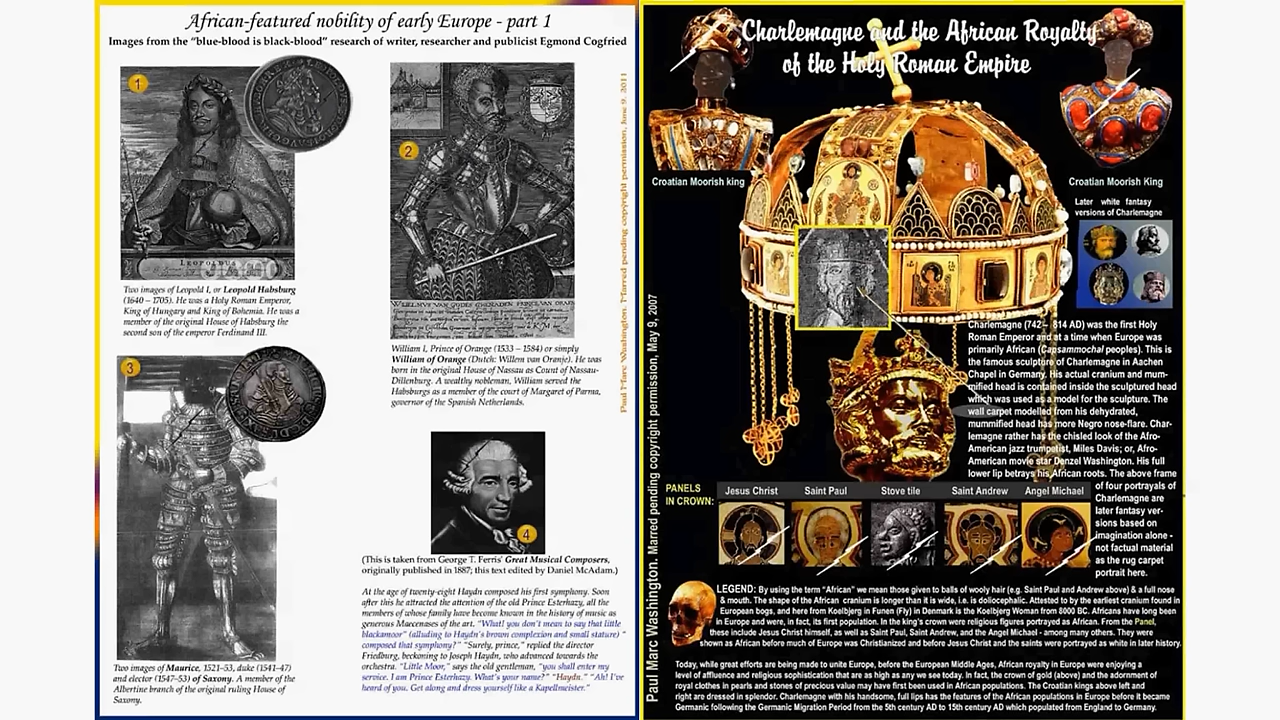 African-featured nobility of early Europe - part 1
Images from the “blue-blood is black-blood” research of writer, researcher and publicist Egmond Cogfried
1
LEOPOLDUS
Two images of Leopold I, or Leopold Habsburg
(1640 – 1705). He was a Holy Roman Emperor,
King of Hungary and King of Bohemia. He was a
member of the original House of Habsburg the
second son of the emperor Ferdinand III.
2
William I, Prince of Orange (1533 – 1584) or simply
William of Orange (Dutch: Willem van Oranje). He was
born in the original House of Nassau as Count of Nassau-
Dillenburg. A wealthy nobleman, William served the
Habsburgs as a member of the court of Margaret of Parma,
governor of the Spanish Netherlands.
3
Two images of Maurice, 1521–53, duke (1541–47)
and elector (1547–53) of Saxony. A member of the
Albertine branch of the original ruling House of
Saxony.
4
(This is taken from George T. Ferris' Great Musical Composers,
originally published in 1887; this text edited by Daniel McAdam.)
At the age of twenty-eight Haydn composed his first symphony. Soon
after this he attracted the attention of the old Prince Esterhazy, all the
members of whose family have become known in the history of music as
generous Maecenases of the art. “What! you don't mean to say that little
blackamoor” (alluding to Haydn's brown complexion and small stature) “
composed that symphony?” “Surely, prince,” replied the director
Friedburg, beckoning to Joseph Haydn, who advanced towards the
orchestra. “Little Moor,” says the old gentleman, “you shall enter my
service. I am Prince Esterhazy. What's your name?” “Haydn.” “Ah! I've
heard of you. Get along and dress yourself like a Kapellmeister.”
Paul Marc Washington. Marred pending copyright permission, June 9, 2011
Charlemagne and the African Royalty
of the Holy Roman Empire
Croatian Moorish king
Croatian Moorish King
Later white fantasy
versions of Charlemagne
Charlemagne (742 – 814 AD) was the first Holy
Roman Emperor and at a time when Europe was
primarily African (Capsammochal peoples). This is
the famous sculpture of Charlemagne in Aachen
Chapel in Germany. His actual cranium and mum-
mified head is contained inside the sculptured head
which was used as a model for the sculpture. The
wall carpet modelled from his dehydrated,
mummified head has more Negro nose-flare. Char-
lemagne rather has the chisled look of the Afro-
American jazz trumpetist, Miles Davis; or, Afro-
American movie star Denzel Washington. His full
lower lip betrays his African roots. The above frame
of four portrayals of
Charlemagne are
later fantasy ver-
sions based on
imagination alone -
not factual material
as the rug carpet
portrait here.
PANELS
IN CROWN:
Jesus Christ
Saint Paul
Stove tile
Saint Andrew
Angel Michael
LEGEND: By using the term “African” we mean those given to balls of wooly hair (e.g. Saint Paul and Andrew above) & a full nose
& mouth. The shape of the African cranium is longer than it is wide, i.e. dollocephalic. Attested to by the earliest cranium found in
European bogs, and here from Koelbjerg in Funen (Fly) in Denmark is the Koelbjerg Woman from 8000 BC. Africans have long been
in Europe and were, in fact, its first population. In the king's crown were religious figures portrayed as African. From the Panel,
these include Jesus Christ himself, as well as Saint Paul, Saint Andrew, and the Angel Michael - among many others. They were
shown as African before much of Europe was Christianized and before Jesus Christ and the saints were portrayed as white in later history.
Today, while great efforts are being made to unite Europe, before the European Middle Ages, African royalty in Europe were enjoying a
level of affluence and religious sophistication that are as high as any we see today. In fact, the crown of gold (above) and the adornment of
royal clothes in pearls and stones of precious value may have first been used in African populations. The Croatian kings above left and
right are dressed in splendor. Charlemagne with his handsome, full lips has the features of the African populations in Europe before it became
Germanic following the Germanic Migration Period from the 5th century AD to 15th century AD which populated from England to Germany.
Paul Marc Washington. Marred pending copyright permission, May 9, 2007